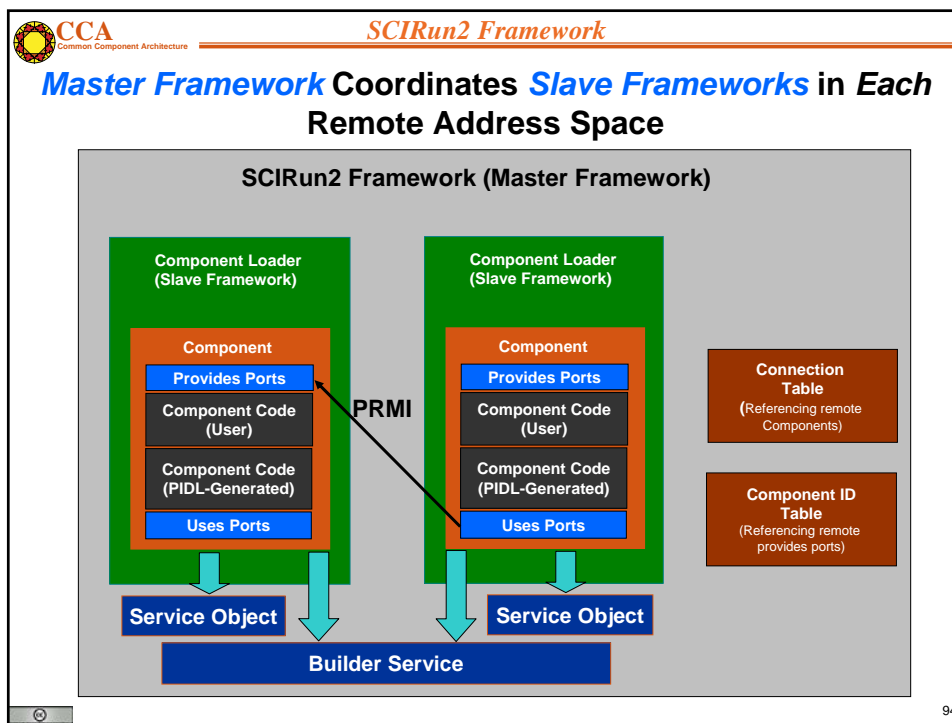 CCA
Common Component Architecture
SCIRun2 Framework
Master Framework Coordinates Slave Frameworks in Each
Remote Address Space
SCIRun2 Framework (Master Framework)
Component Loader
(Slave Framework)
Component
Provides Ports
Component Code
(User)
Component Code
(PIDL-Generated)
Uses Ports
PRMI
Component Loader
(Slave Framework)
Component
Provides Ports
Component Code
(User)
Component Code
(PIDL-Generated)
Uses Ports
Connection
Table
(Referencing remote
Components)
Component ID
Table
(Referencing remote
provides ports)
Service Object
Service Object
Builder Service
cc
94